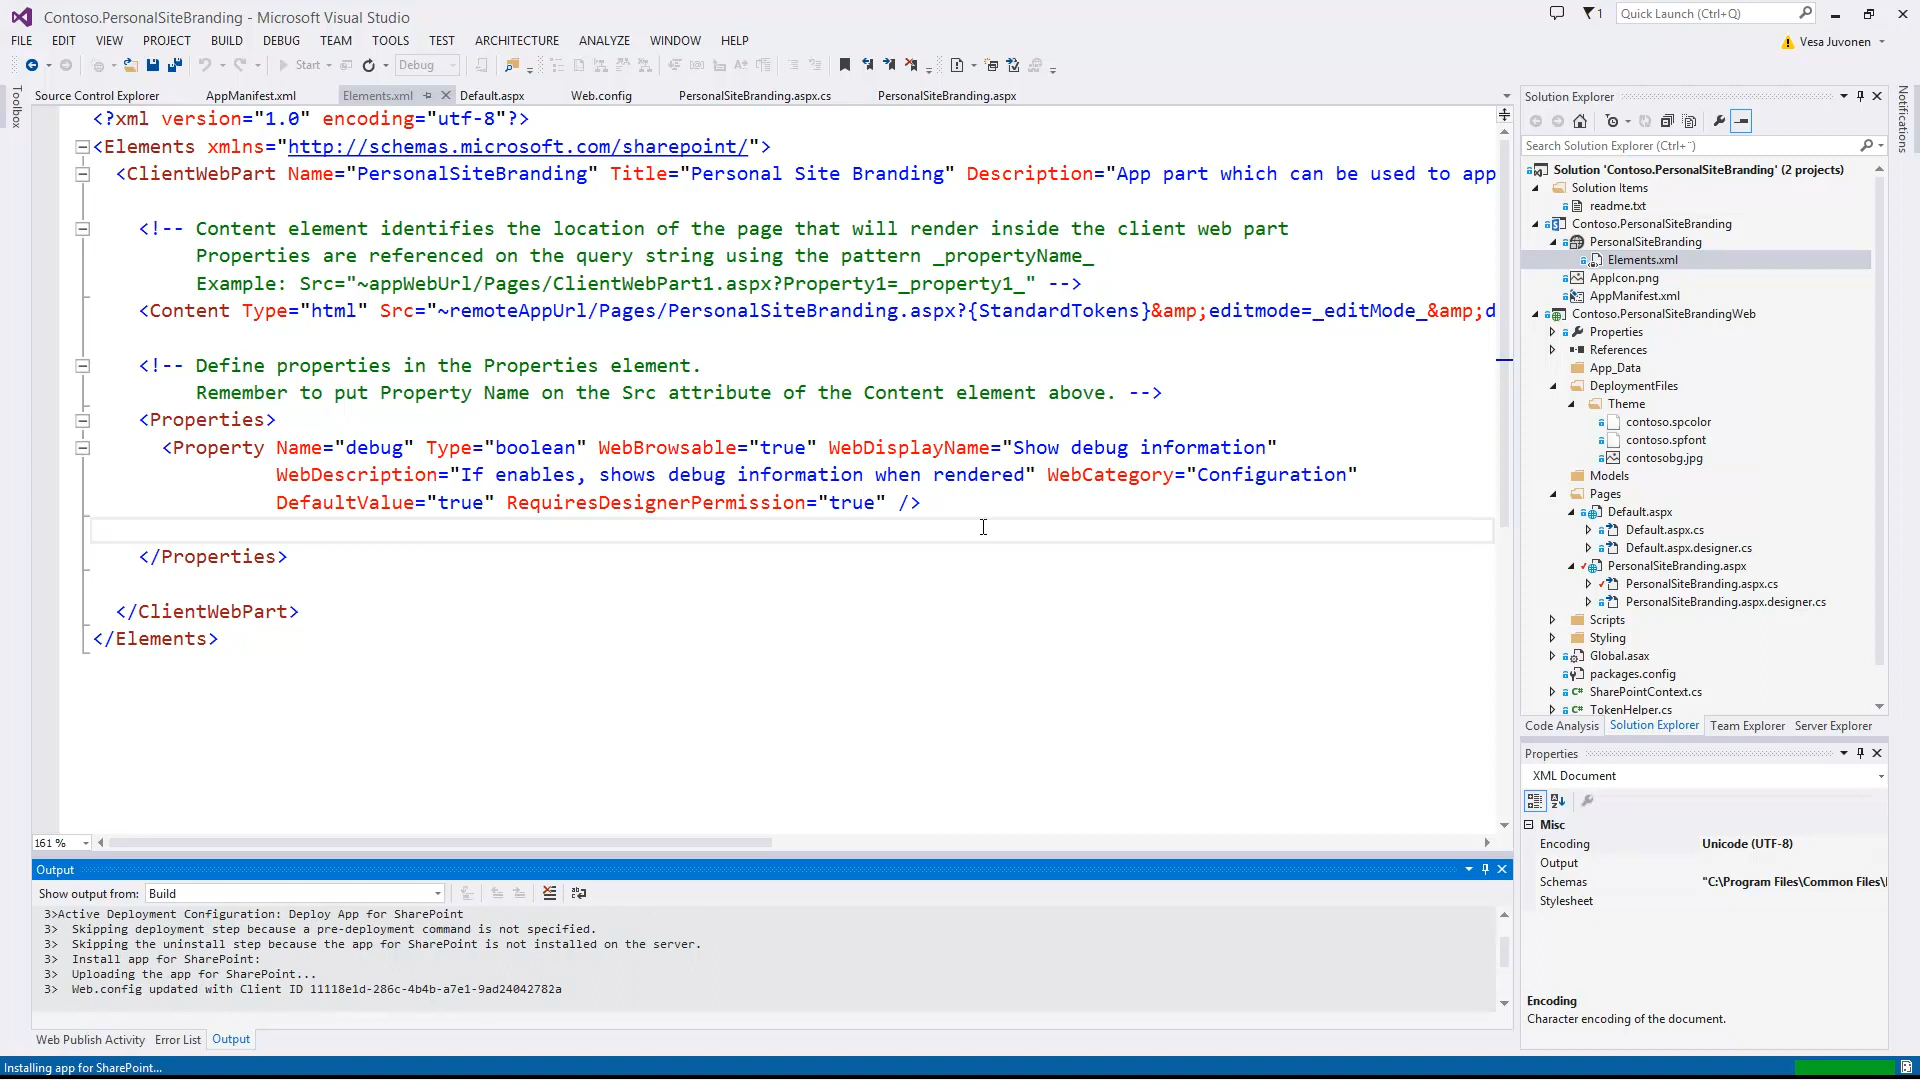 Contoso.PersonalSiteBranding - Microsoft Visual Studio
1
Quick Launch (Ctrl+Q)
FILE EDIT VIEW PROJECT BUILD DEBUG TEAM TOOLS TEST ARCHITECTURE ANALYZE WINDOW HELP
Vesa Juvonen
Start
Debug
Toolbox
Source Control Explorer
AppManifest.xml
Elements.xml
Default.aspx
Web.config
PersonalSiteBranding.aspx.cs
PersonalSiteBranding.aspx
<?xml version="1.0" encoding="utf-8"?>
<Elements xmlns="http://schemas.microsoft.com/sharepoint/">
<ClientWebPart Name="PersonalSiteBranding" Title="Personal Site Branding" Description="App part which can be used to app
<!-- Content element identifies the location of the page that will render inside the client web part
Properties are referenced on the query string using the pattern _propertyName_
Example: Src="~appWebUrl/Pages/ClientWebPart1.aspx?Property1=_property1_" -->
<Content Type="html" Src="~remoteAppUrl/Pages/PersonalSiteBranding.aspx?{StandardTokens}&amp;editmode=_editMode_&amp;d
<!-- Define properties in the Properties element.
Remember to put Property Name on the Src attribute of the Content element above. -->
<Properties>
<Property Name="debug" Type="boolean" WebBrowsable="true" WebDisplayName="Show debug information"
WebDescription="If enables, shows debug information when rendered" WebCategory="Configuration"
DefaultValue="true" RequiresDesignerPermission="true" />
</Properties>
</ClientWebPart>
</Elements>
161 %
Output
Show output from: Build
3>Active Deployment Configuration: Deploy App for SharePoint
3> Skipping deployment step because a pre-deployment command is not specified.
3> Skipping the uninstall step because the app for SharePoint is not installed on the server.
3> Install app for SharePoint:
3> Uploading the app for SharePoint...
3> Web.config updated with Client ID 11118e1d-286c-4b4b-a7e1-9ad24042782a
Web Publish Activity Error List Output
Installing app for SharePoint...
Solution Explorer
Search Solution Explorer (Ctrl+¨)
Solution 'Contoso.PersonalSiteBranding' (2 projects)
Solution Items
readme.txt
Contoso.PersonalSiteBranding
PersonalSiteBranding
Elements.xml
AppIcon.png
AppManifest.xml
Contoso.PersonalSiteBrandingWeb
Properties
References
App_Data
DeploymentFiles
Theme
contoso.spcolor
contoso.spfont
contosobg.jpg
Models
Pages
Default.aspx
Default.aspx.cs
Default.aspx.designer.cs
PersonalSiteBranding.aspx
PersonalSiteBranding.aspx.cs
PersonalSiteBranding.aspx.designer.cs
Scripts
Styling
Global.asax
packages.config
C# SharePointContext.cs
C# TokenHelper.cs
Code Analysis Solution Explorer Team Explorer Server Explorer
Properties
XML Document
Misc
Encoding Unicode (UTF-8)
Output
Schemas "C:\Program Files\Common Files\
Stylesheet
Encoding
Character encoding of the document.
Notifications